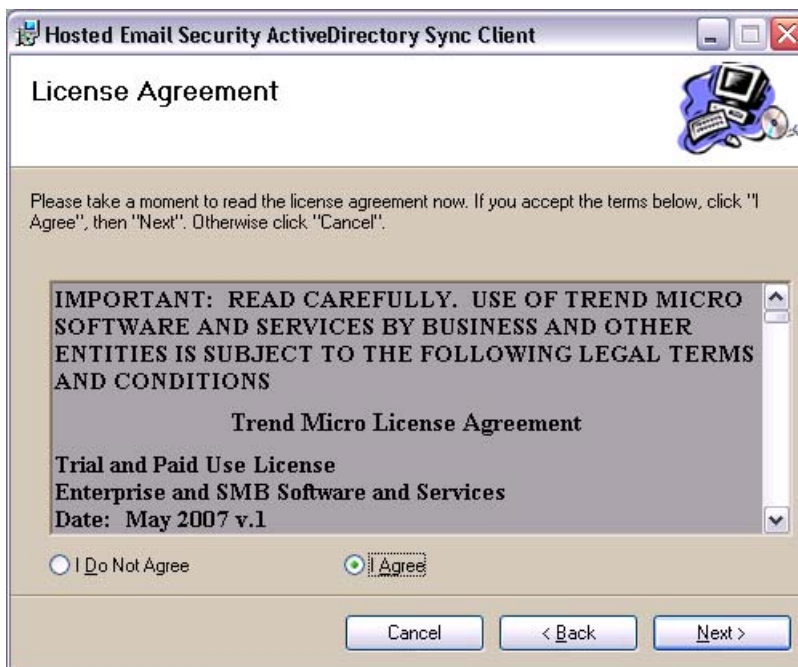 Hosted Email Security ActiveDirectory Sync Client
License Agreement
Please take a moment to read the license agreement now. If you accept the terms below, click "I
Agree", then "Next". Otherwise click "Cancel".
IMPORTANT: READ CAREFULLY. USE OF TREND MICRO
SOFTWARE AND SERVICES BY BUSINESS AND OTHER
ENTITIES IS SUBJECT TO THE FOLLOWING LEGAL TERMS
AND CONDITIONS
Trend Micro License Agreement
Trial and Paid Use License
Enterprise and SMB Software and Services
Date: May 2007 v.1
I Do Not Agree
I Agree
Cancel
< Back
Next >